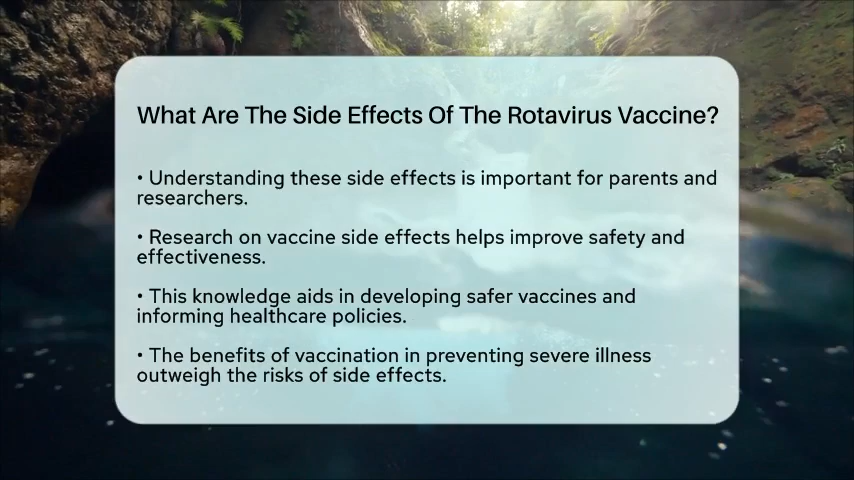 What Are The Side Effects Of The Rotavirus Vaccine?
• Understanding these side effects is important for parents and
researchers.
• Research on vaccine side effects helps improve safety and
effectiveness.
• This knowledge aids in developing safer vaccines and
informing healthcare policies.
• The benefits of vaccination in preventing severe illness
outweigh the risks of side effects.